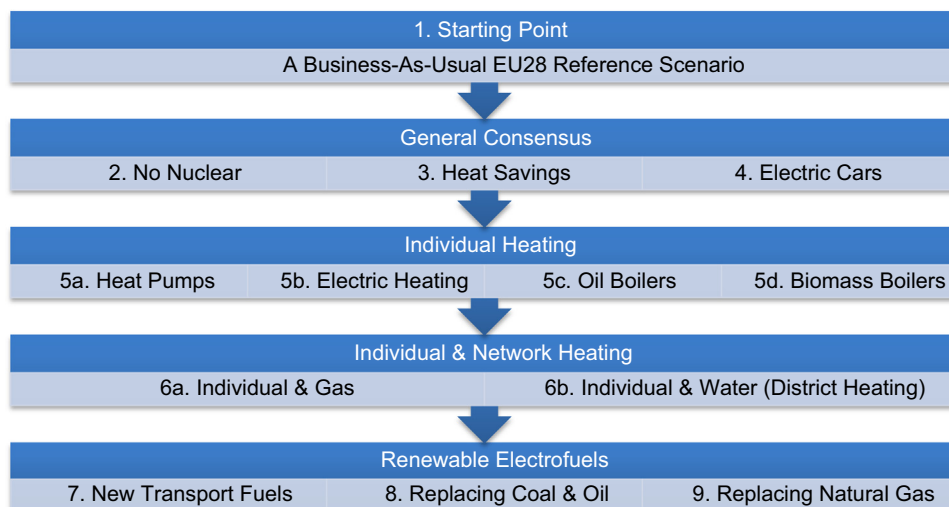 1. Starting Point
A Business-As-Usual EU28 Reference Scenario
General Consensus
2. No Nuclear 3. Heat Savings 4. Electric Cars
Individual Heating
5a. Heat Pumps 5b. Electric Heating 5c. Oil Boilers 5d. Biomass Boilers
Individual & Network Heating
6a. Individual & Gas 6b. Individual & Water (District Heating)
Renewable Electrofuels
7. New Transport Fuels 8. Replacing Coal & Oil 9. Replacing Natural Gas